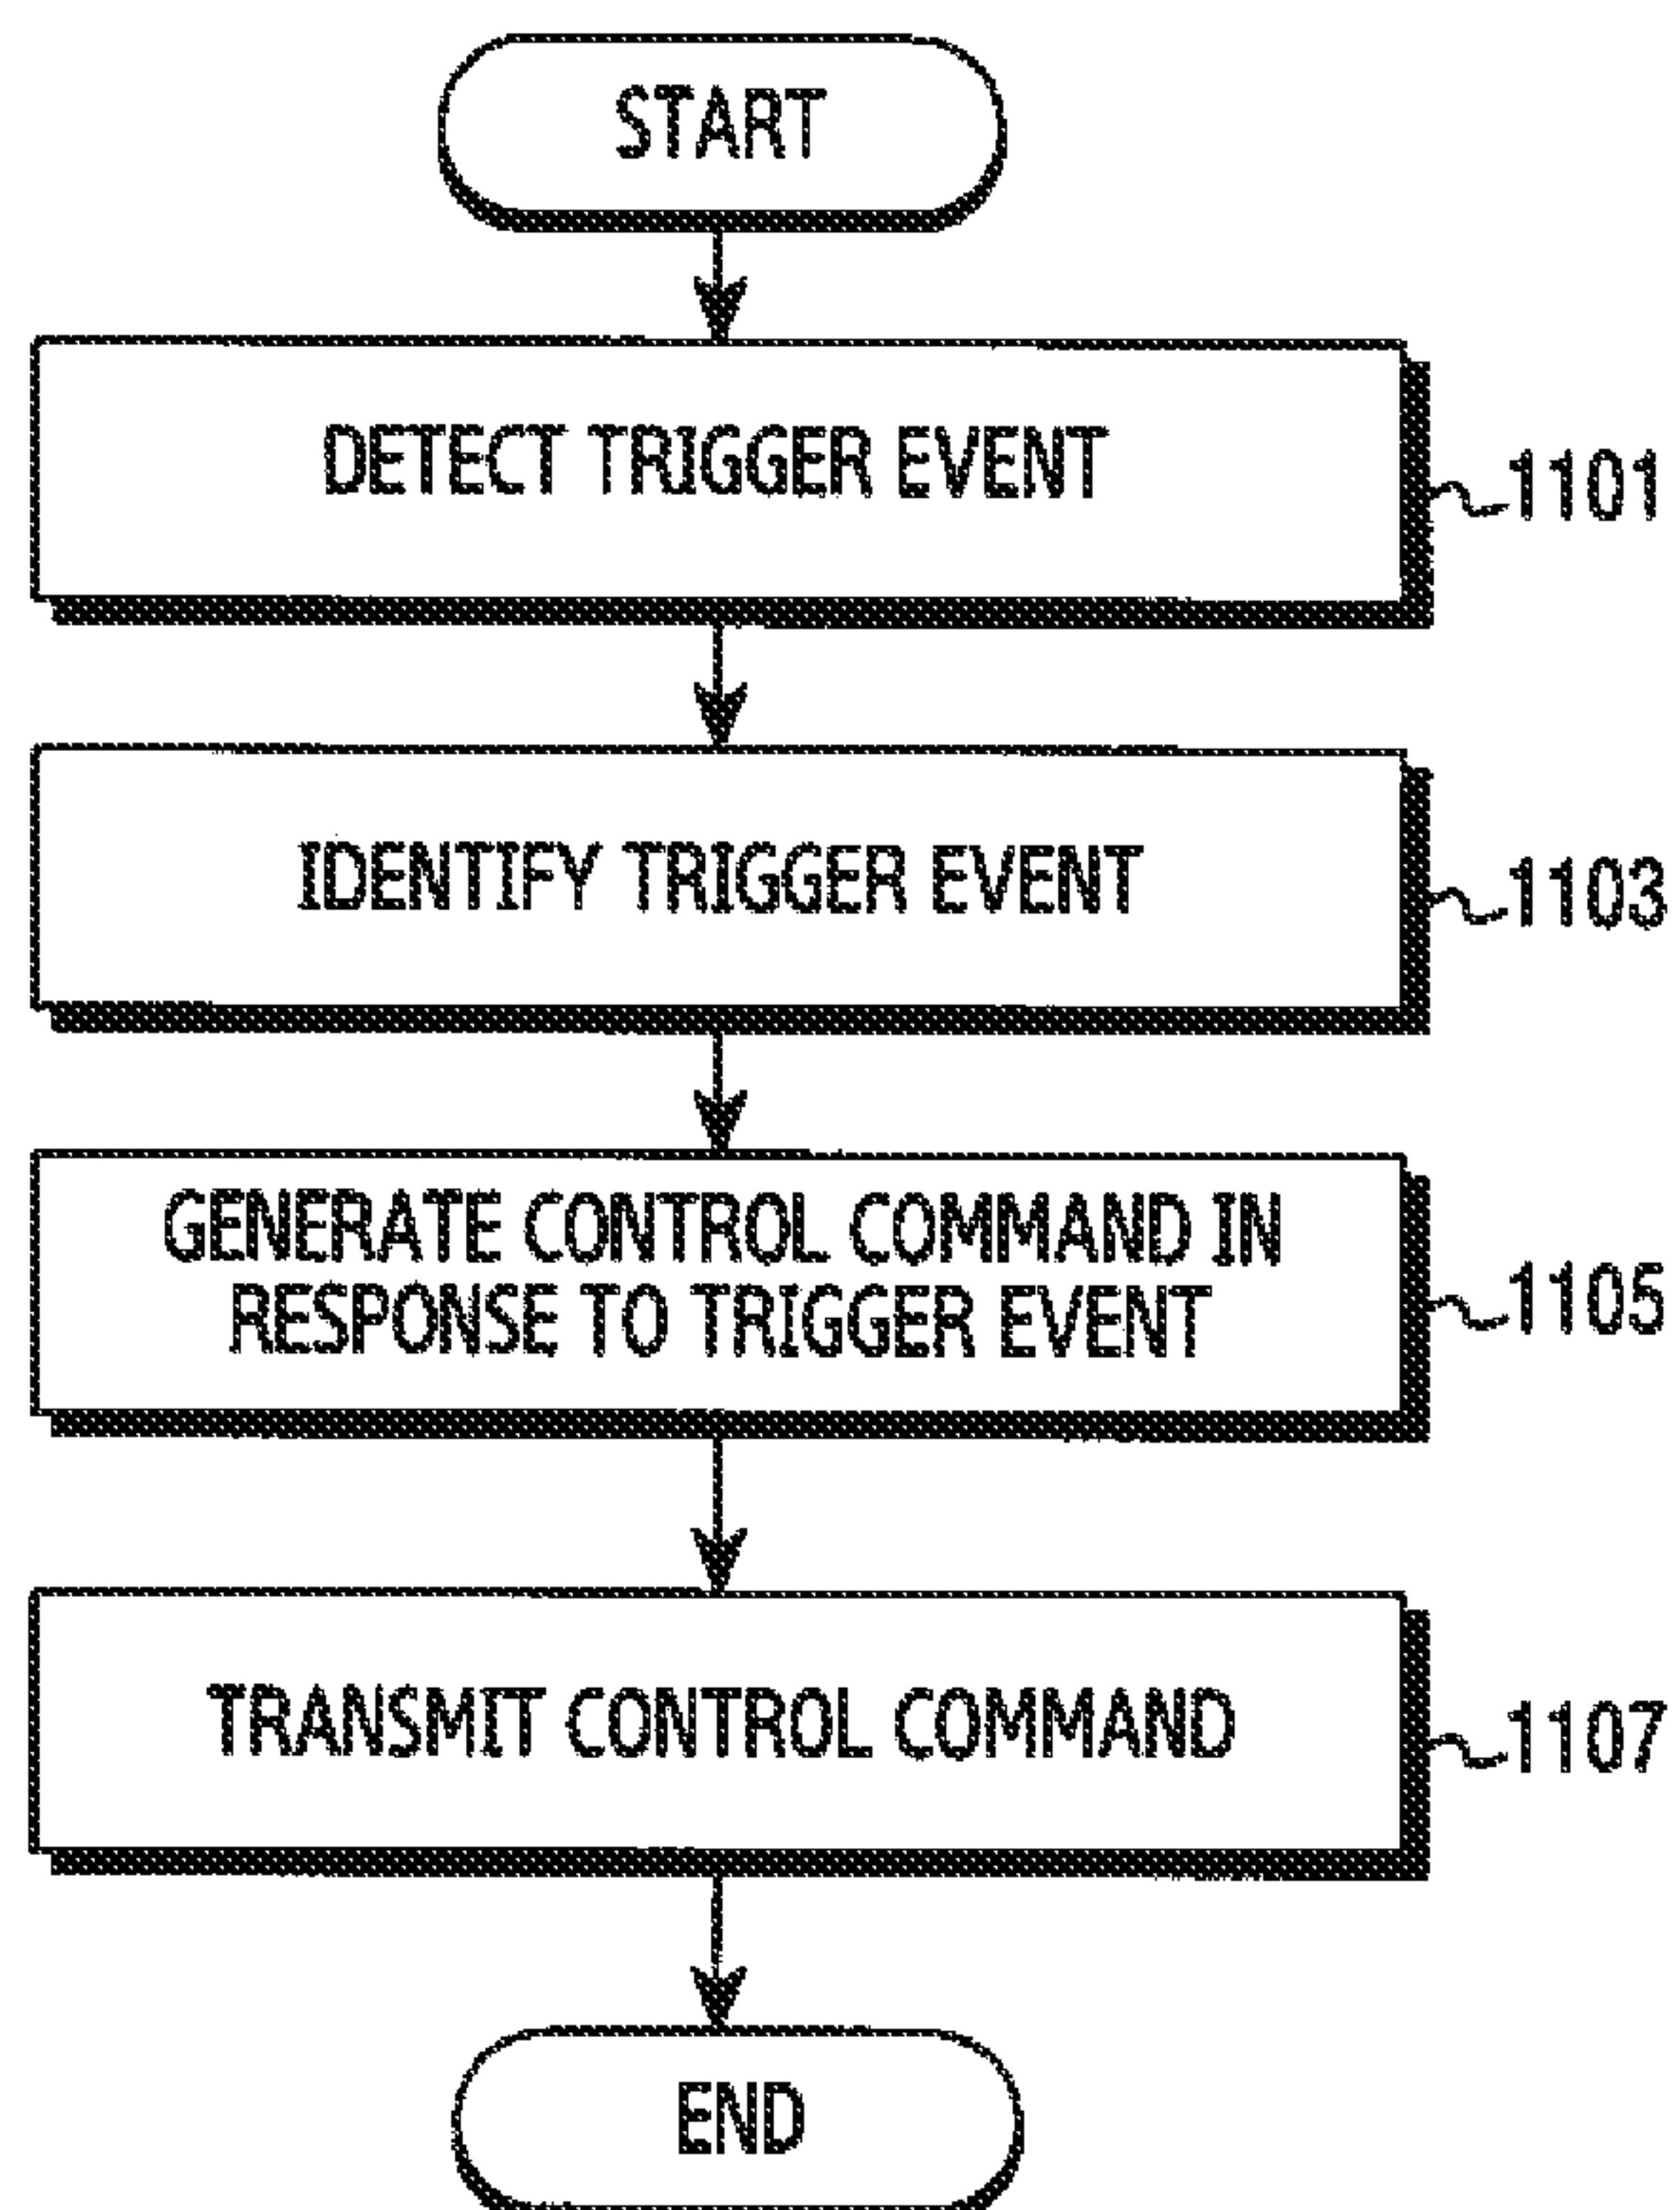 START
DETECT TRIGGER EVENT
1101
IDENTIFY TRIGGER EVENT
1103
GENERATE CONTROL COMMAND IN
RESPONSE TO TRIGGER EVENT
1105
TRANSMIT CONTROL COMMAND
1107
END